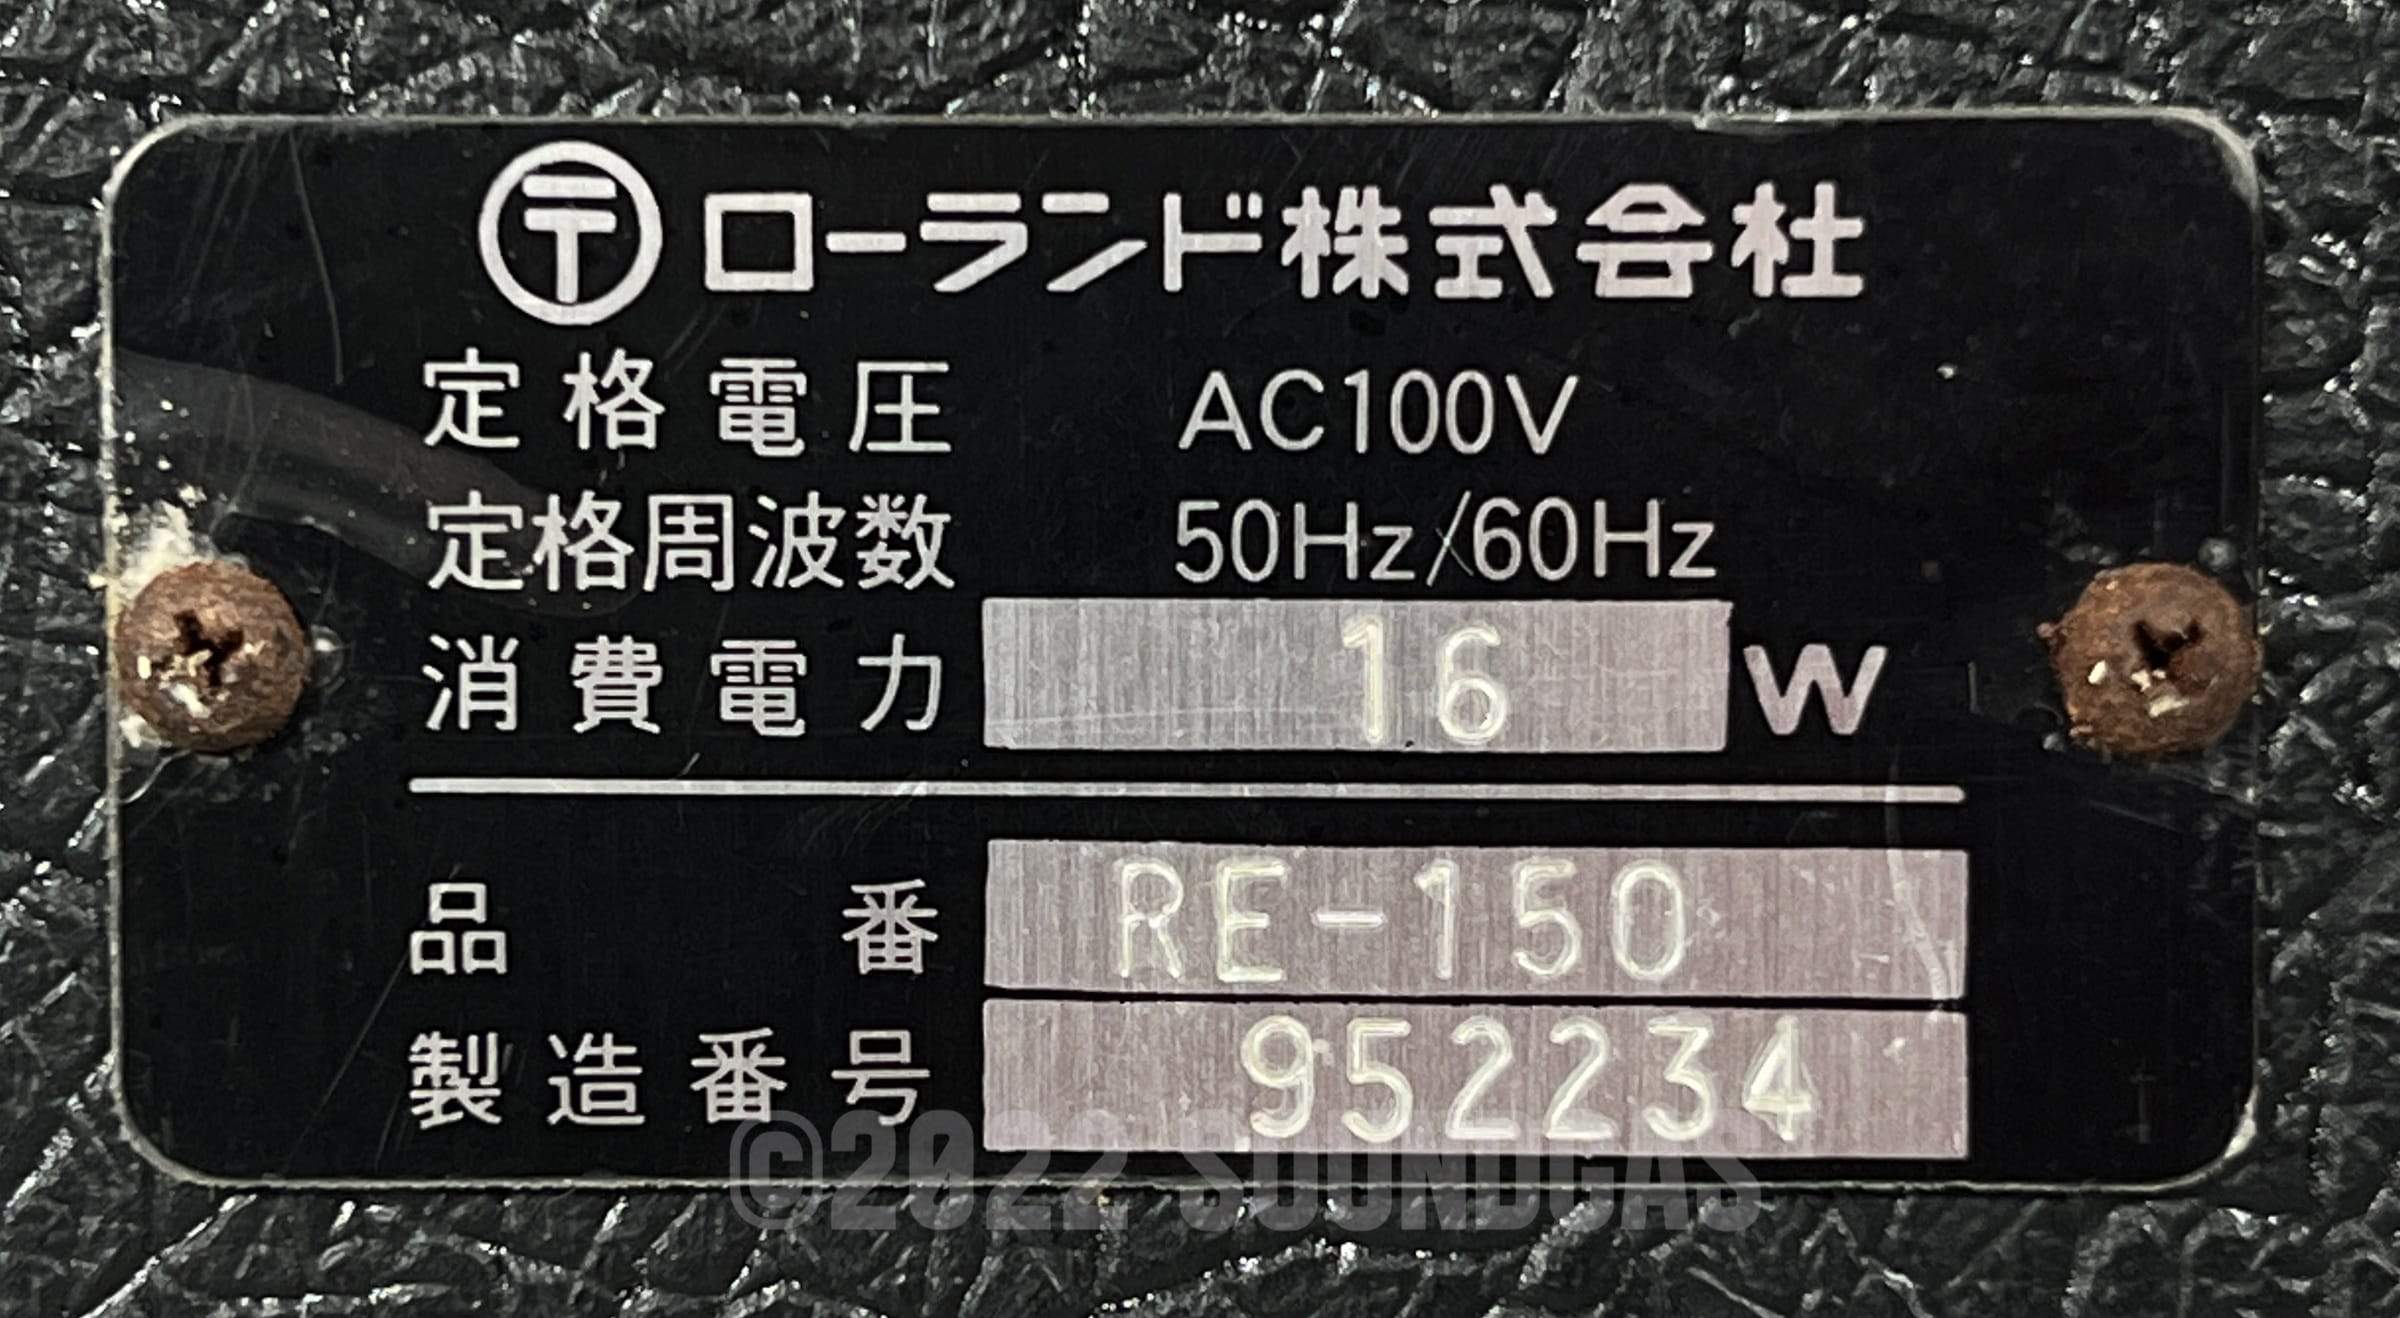 〶 ローランド株式会社
定格電圧 AC100V
定格周波数 50Hz/60Hz
消費電力 16 W
品番 RE-150
製造番号 952234
©2022 SOUNDGAS